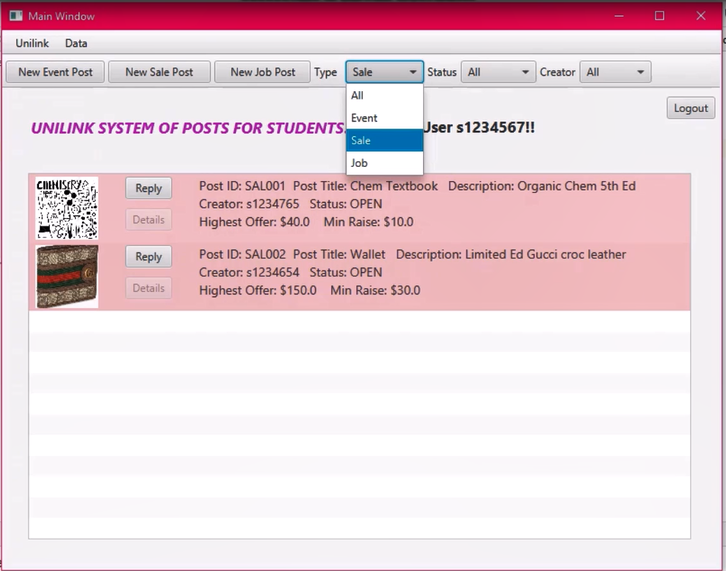 Main Window
Unilink Data
New Event Post New Sale Post New Job Post Type Sale Status All Creator All
All
Event
Sale
Job
Logout
UNILINK SYSTEM OF POSTS FOR STUDENTS. User s1234567!!
CHEMISTRY
Reply
Post ID: SAL001 Post Title: Chem Textbook Description: Organic Chem 5th Ed
Creator: s1234765 Status: OPEN
Details
Highest Offer: $40.0 Min Raise: $10.0
Reply
Post ID: SAL002 Post Title: Wallet Description: Limited Ed Gucci croc leather
Creator: s1234654 Status: OPEN
Details
Highest Offer: $150.0 Min Raise: $30.0